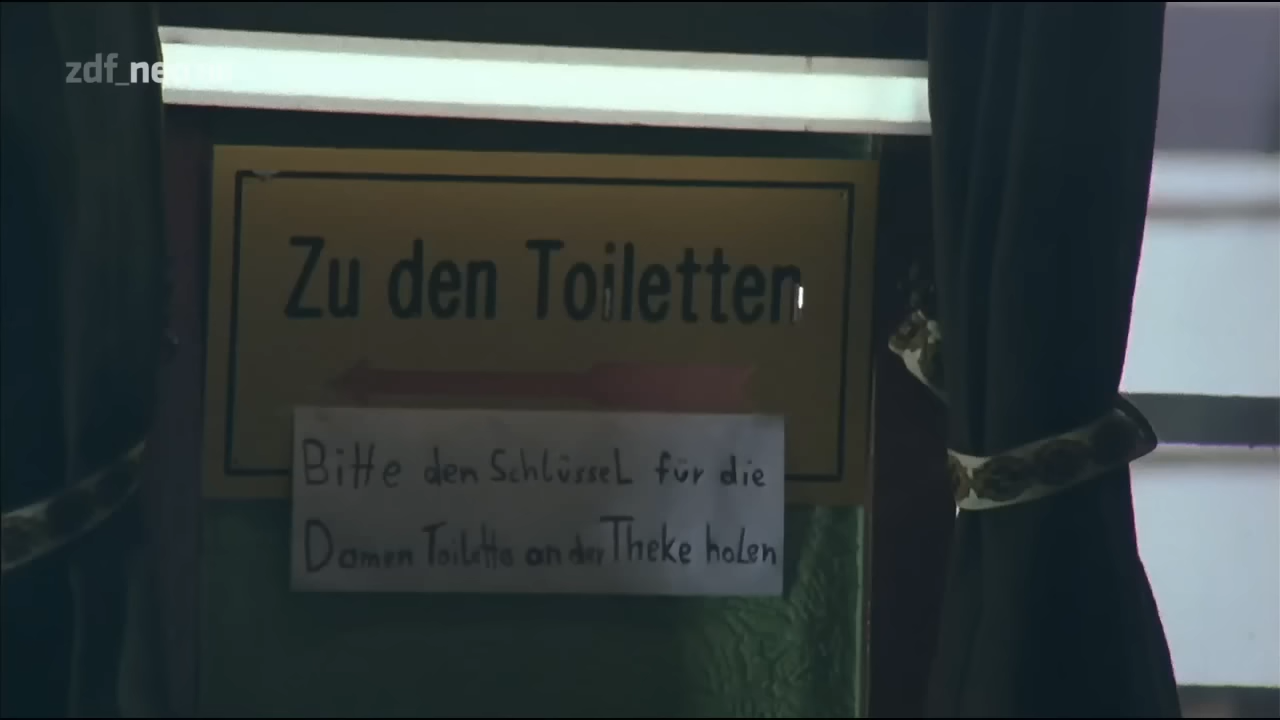 zdf_neo
Zu den Toiletten
Bitte den SchlüsseL für die
Damen Toilette an der Theke hoLen